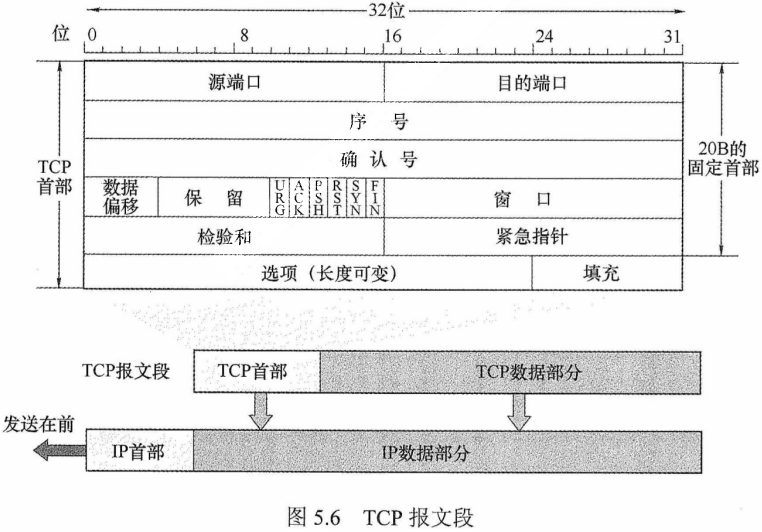 32位
位 0 8 16 24 31
源端口 目的端口
序 号
TCP
首部
确 认 号
20B的
固定首部
数据
偏移
保 留
URG ACK PSH RST SYN FIN
窗 口
检验和 紧急指针
选项（长度可变） 填充
TCP报文段 TCP首部 TCP数据部分
发送在前
IP首部 IP数据部分
图 5.6 TCP 报文段